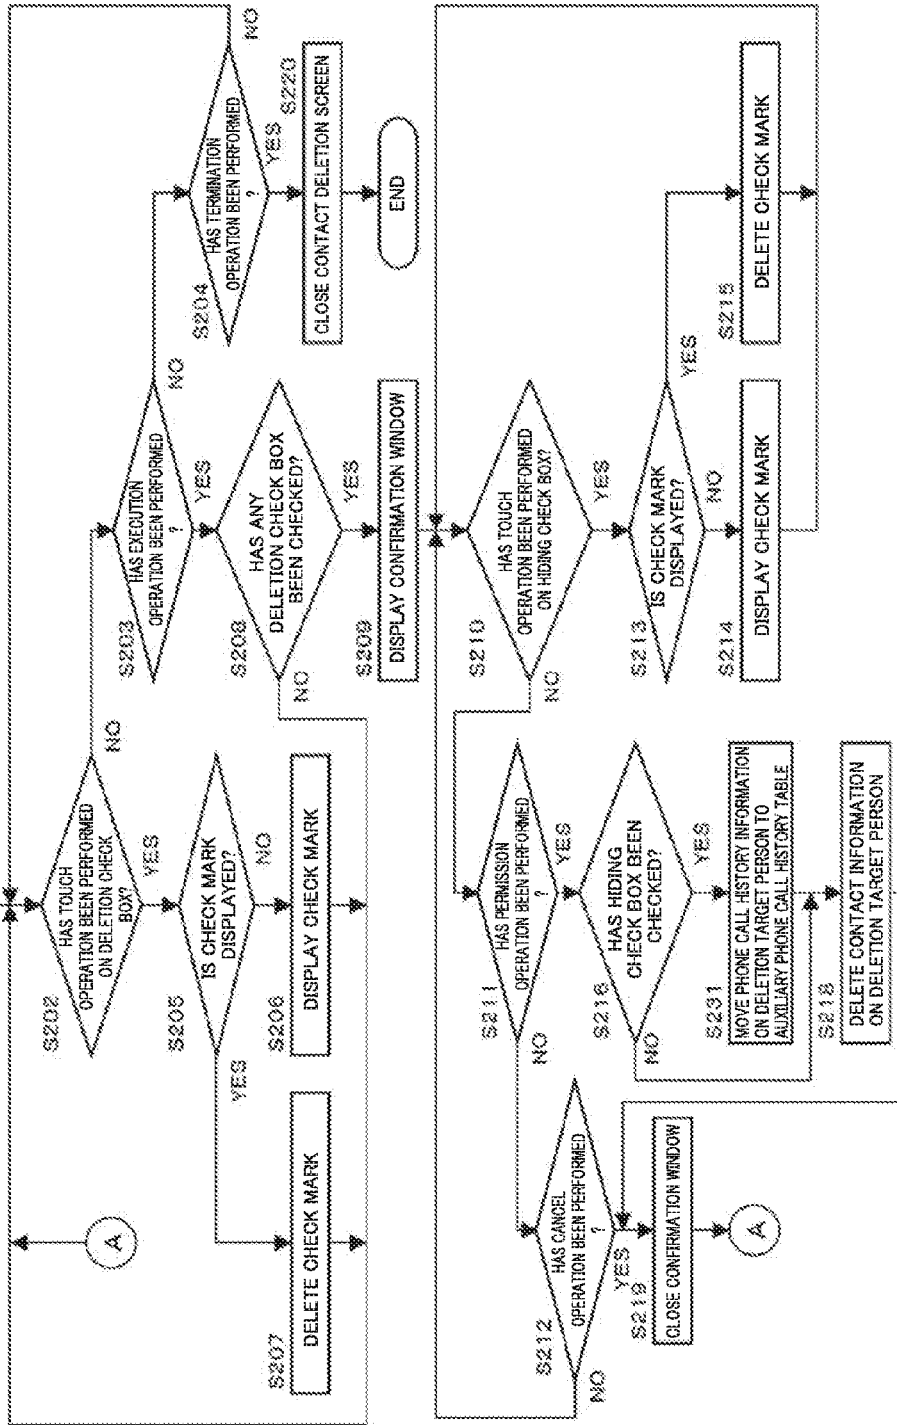 A
S202
HAS TOUCH
OPERATION BEEN PERFORMED
ON DELETION CHECK
BOX?
NO
YES
S203
HAS EXECUTION
OPERATION BEEN PERFORMED
?
NO
YES
S204
HAS TERMINATION
OPERATION BEEN PERFORMED
?
NO
YES
S220
CLOSE CONTACT DELETION SCREEN
END
S205
IS CHECK MARK
DISPLAYED?
YES
NO
S206
DISPLAY CHECK MARK
S207
DELETE CHECK MARK
S208
HAS ANY
DELETION CHECK BOX
BEEN CHECKED?
NO
YES
S209
DISPLAY CONFIRMATION WINDOW
S210
HAS TOUCH
OPERATION BEEN PERFORMED
ON HIDING CHECK BOX?
NO
YES
S213
IS CHECK MARK
DISPLAYED?
YES
NO
S214
DISPLAY CHECK MARK
S215
DELETE CHECK MARK
S211
HAS PERMISSION
OPERATION BEEN PERFORMED
?
NO
YES
S216
HAS HIDING
CHECK BOX BEEN
CHECKED?
NO
YES
S231
MOVE PHONE CALL HISTORY INFORMATION
ON DELETION TARGET PERSON TO
AUXILIARY PHONE CALL HISTORY TABLE
S218
DELETE CONTACT INFORMATION
ON DELETION TARGET PERSON
S212
HAS CANCEL
OPERATION BEEN PERFORMED
?
NO
YES
S219
CLOSE CONFIRMATION WINDOW
A